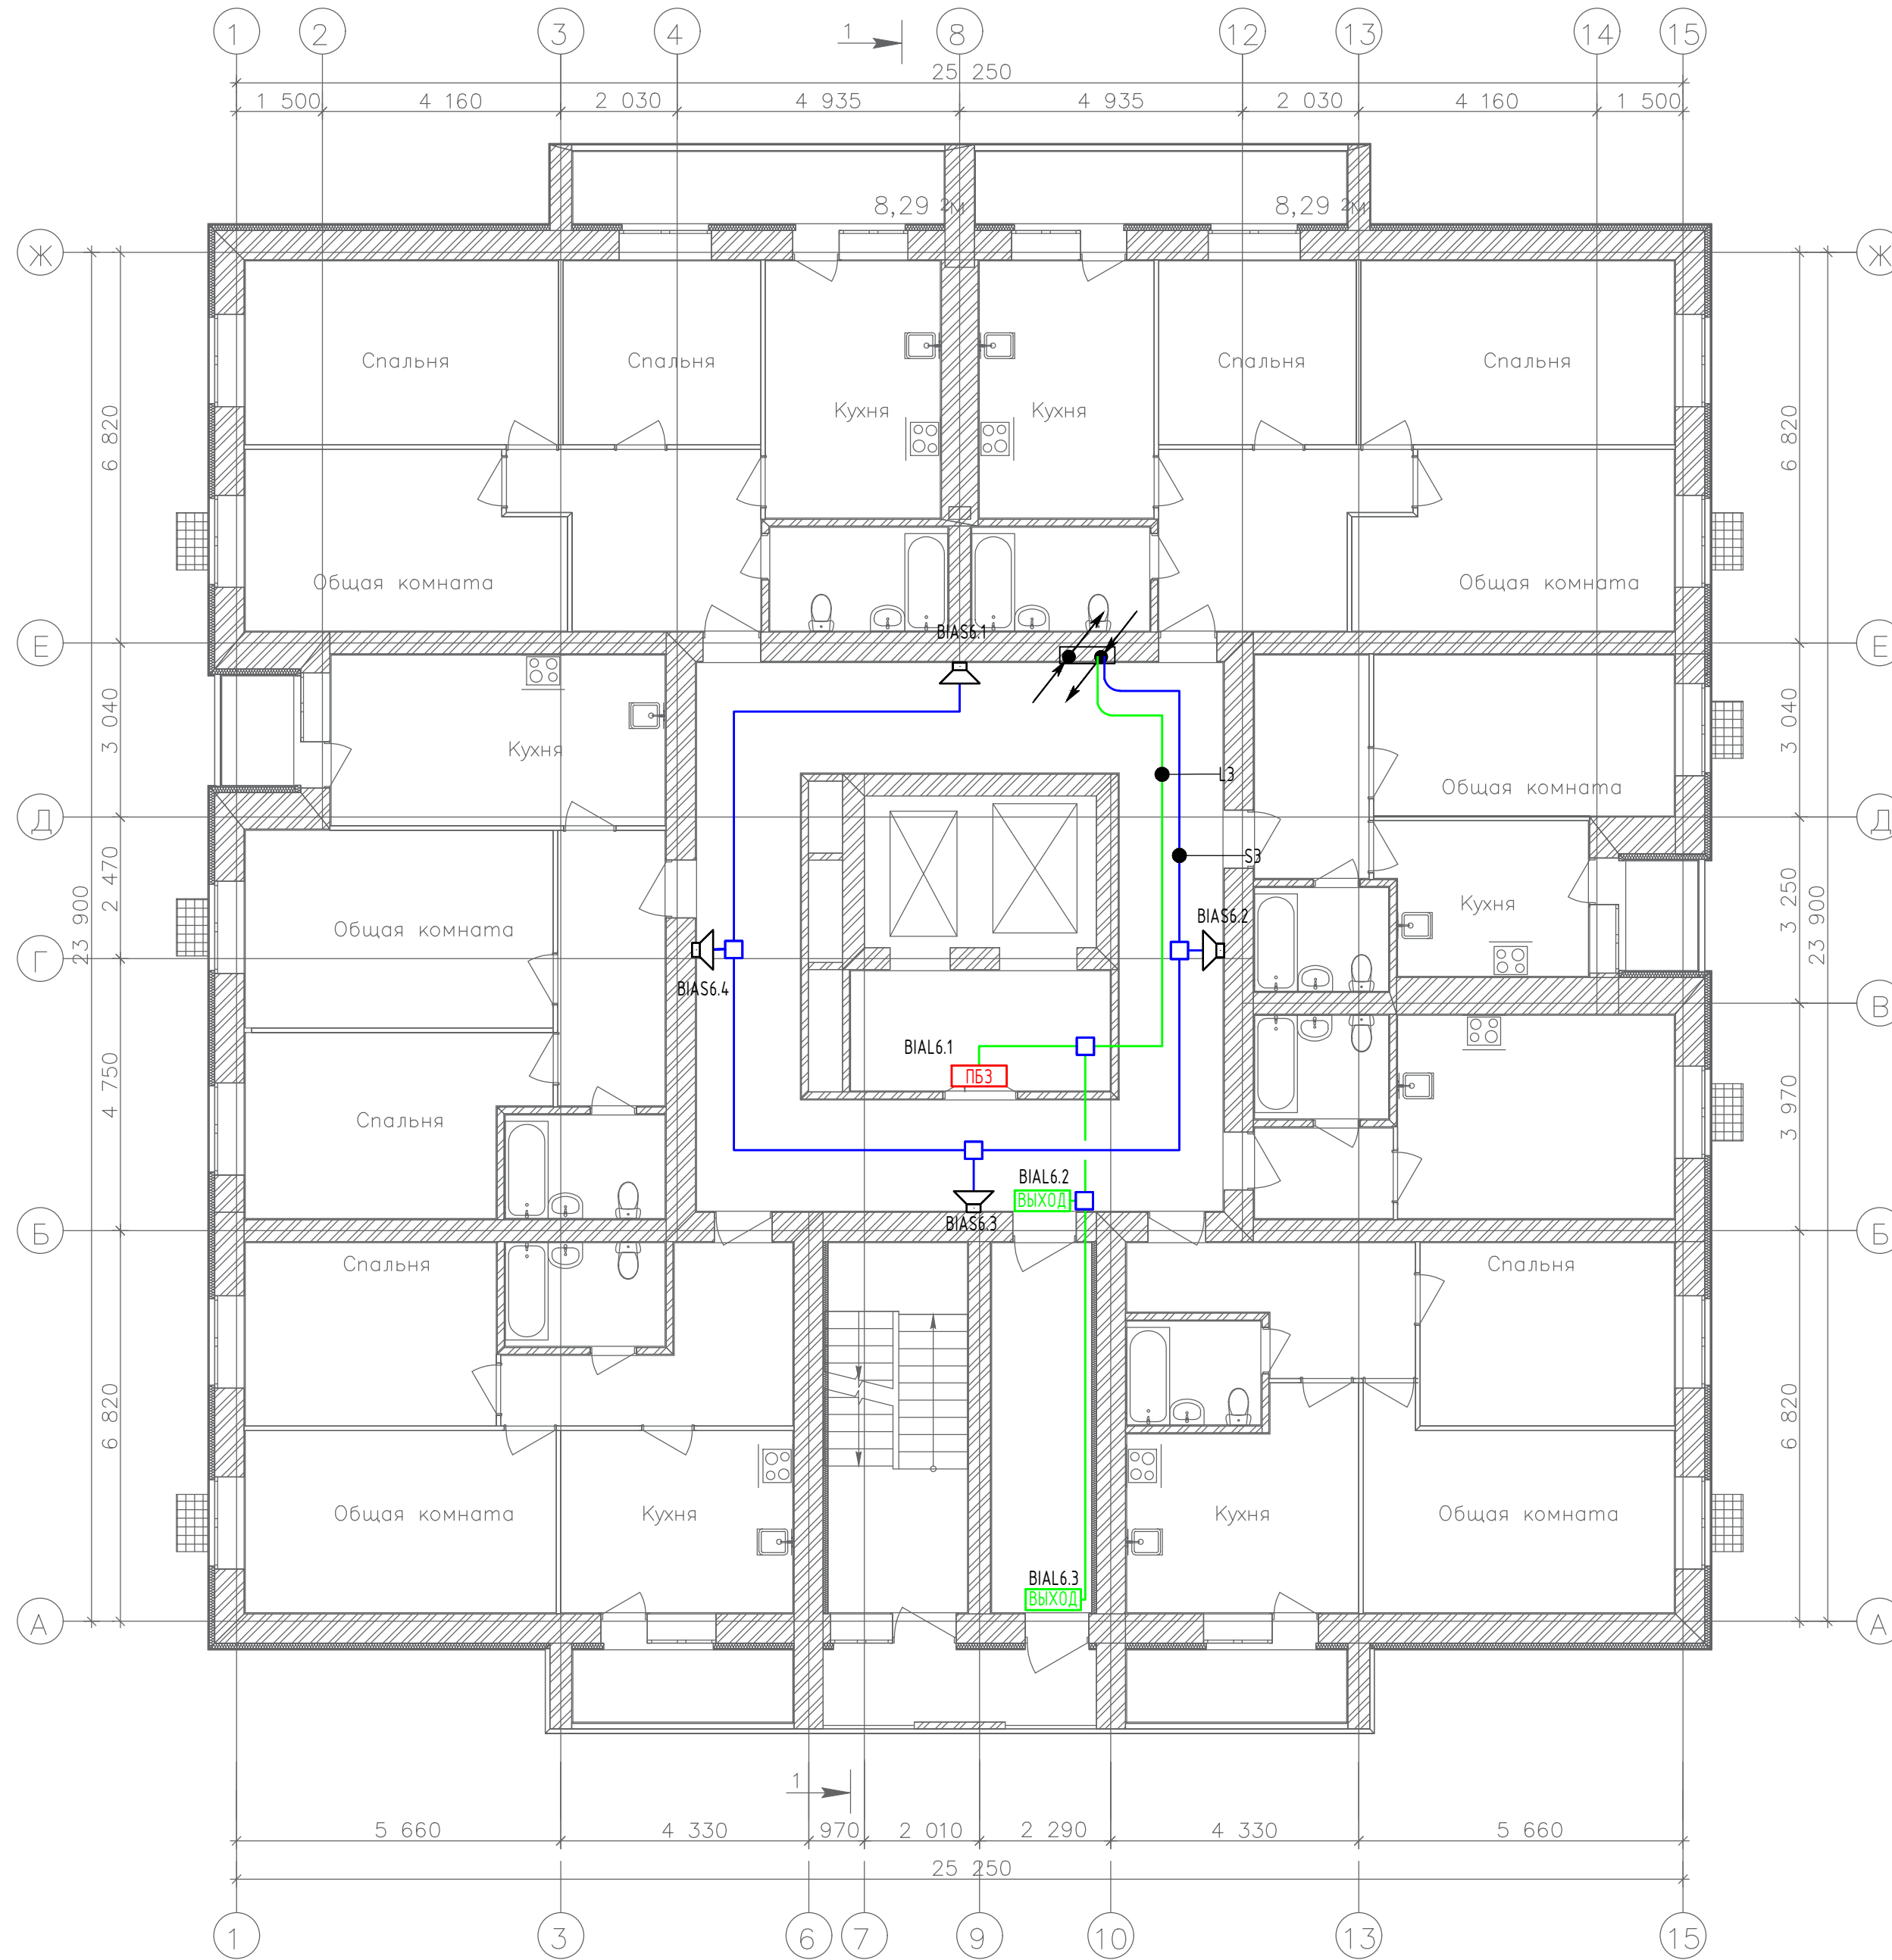 1 2 3 4 1 8 12 13 14 15
25 250
1 500 4 160 2 030 4 935 4 935 2 030 4 160 1 500
8,29 2м 8,29 2м
Ж Ж
Спальня Спальня Спальня Спальня
Кухня Кухня
6 820 6 820
Общая комната Общая комната
BIAS6.1
Е Е
3 040 3 040
Кухня
L3
Общая комната
Д Д
S3
2 470
23 900 23 900
3 250
Кухня
BIAS6.2
Общая комната
Г
BIAS6.4
В
BIAL6.1
ПБЗ
4 750 3 970
Спальня
BIAL6.2
ВЫХОД
BIAS6.3
Б Б
Спальня Спальня
6 820 6 820
Общая комната Кухня Кухня Общая комната
BIAL6.3
ВЫХОД
А А
1
5 660 4 330 970 2 010 2 290 4 330 5 660
25 250
1 3 6 7 9 10 13 15